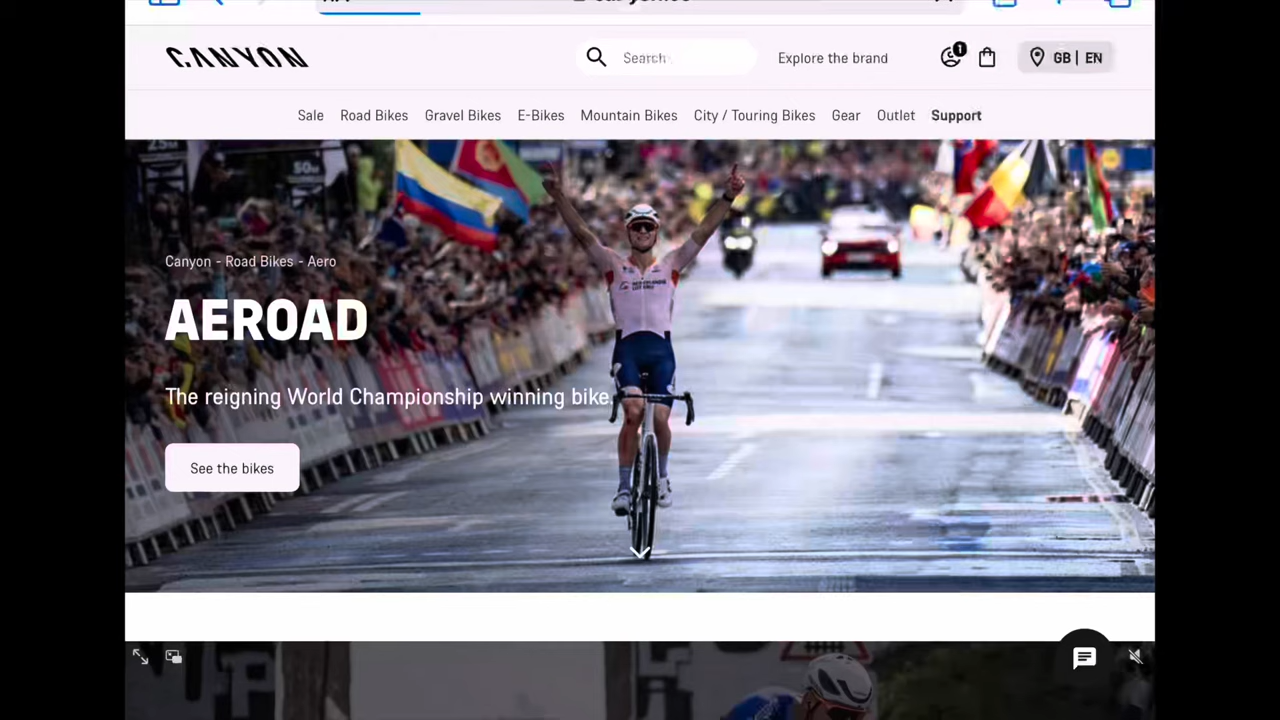 CANYON
Search
Explore the brand
1
GB | EN
Sale
Road Bikes
Gravel Bikes
E-Bikes
Mountain Bikes
City / Touring Bikes
Gear
Outlet
Support
50M
Canyon - Road Bikes - Aero
AEROAD
The reigning World Championship winning bike.
See the bikes